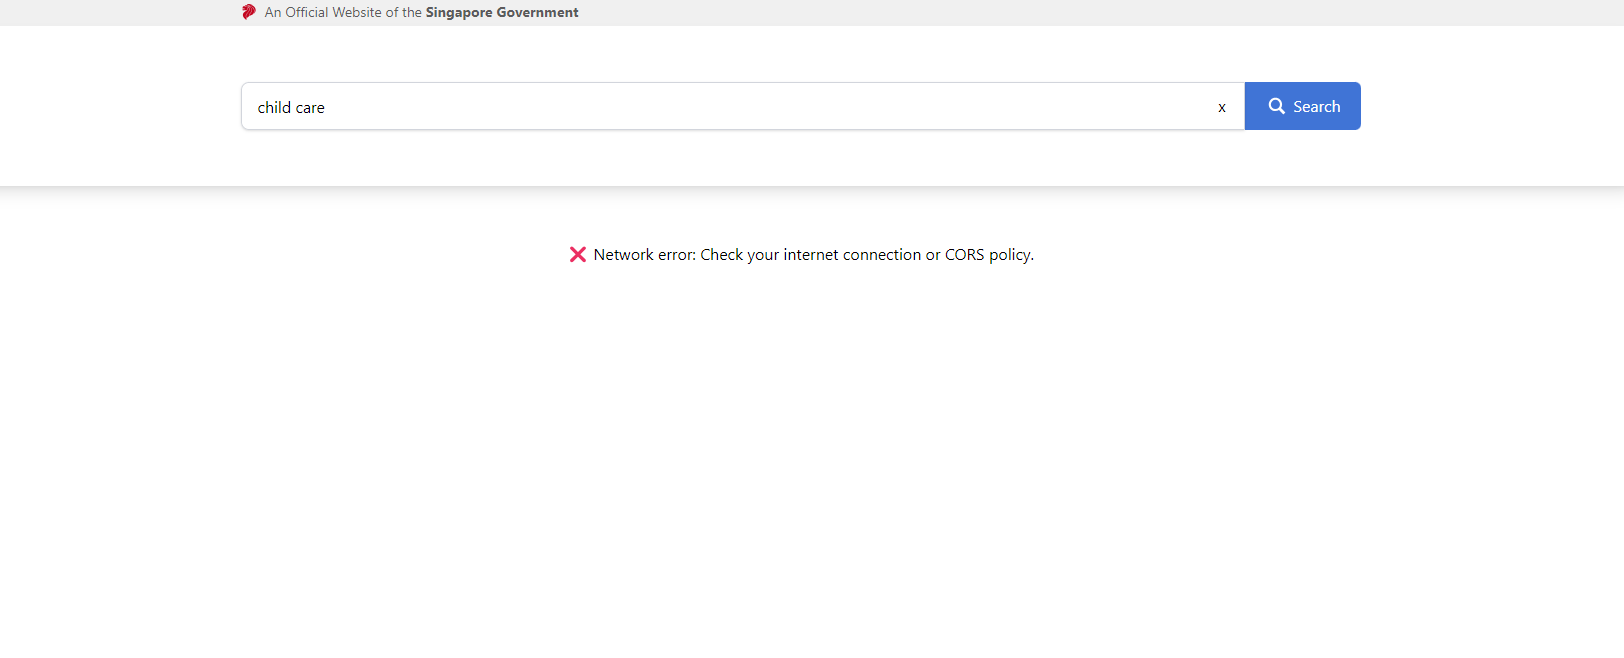 An Official Website of the Singapore Government
child care
x
Search
❌ Network error: Check your internet connection or CORS policy.